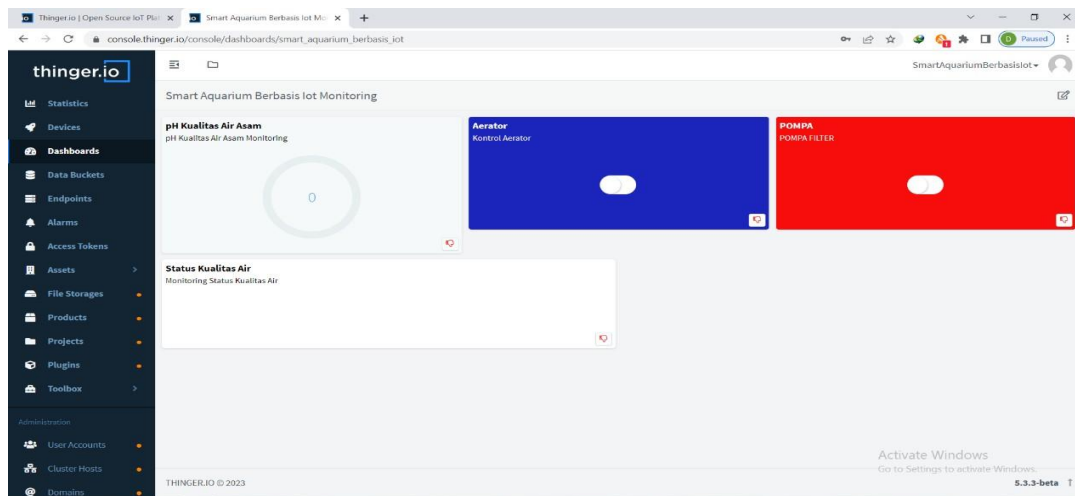 Thinger.io | Open Source IoT Pla
Smart Aquarium Berbasis Iot Mo
console.thinger.io/console/dashboards/smart_aquarium_berbasis_iot
Paused
thinger.io
SmartAquariumBerbasisIot
Smart Aquarium Berbasis Iot Monitoring
Statistics
Devices
Dashboards
Data Buckets
Endpoints
Alarms
Access Tokens
Assets
File Storages
Products
Projects
Plugins
Toolbox
Administration
User Accounts
Cluster Hosts
Domains
pH Kualitas Air Asam
pH Kualitas Air Asam Monitoring
0
Aerator
Kontrol Aerator
POMPA
POMPA FILTER
Status Kualitas Air
Monitoring Status Kualitas Air
Activate Windows
Go to Settings to activate Windows.
THINGER.IO © 2023
5.3.3-beta